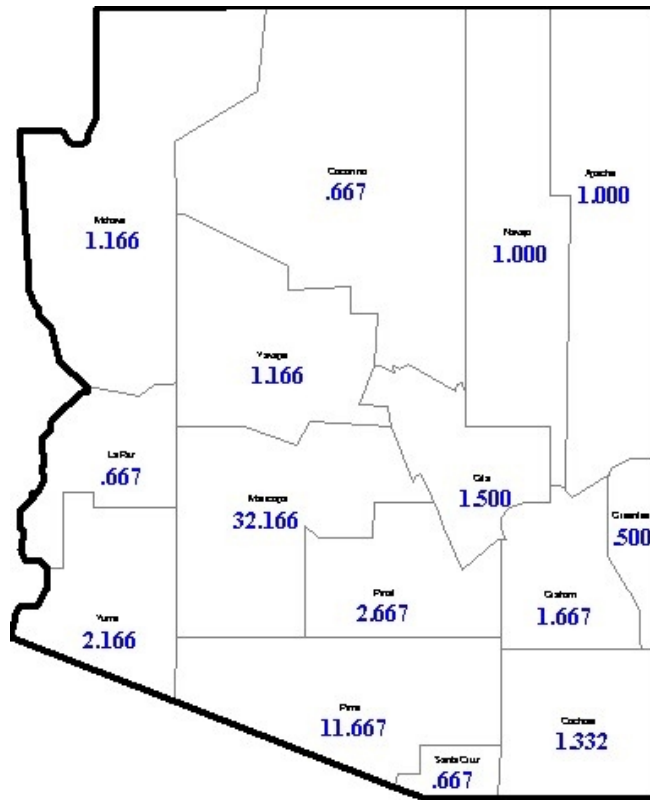 Coconino
.667
Apache
1.000
Mohave
1.166
Navajo
1.000
Yavapai
1.166
La Paz
.667
Maricopa
32.166
Gila
1.500
Greenlee
.500
Pinal
2.667
Graham
1.667
Yuma
2.166
Pima
11.667
Cochise
1.332
Santa Cruz
.667